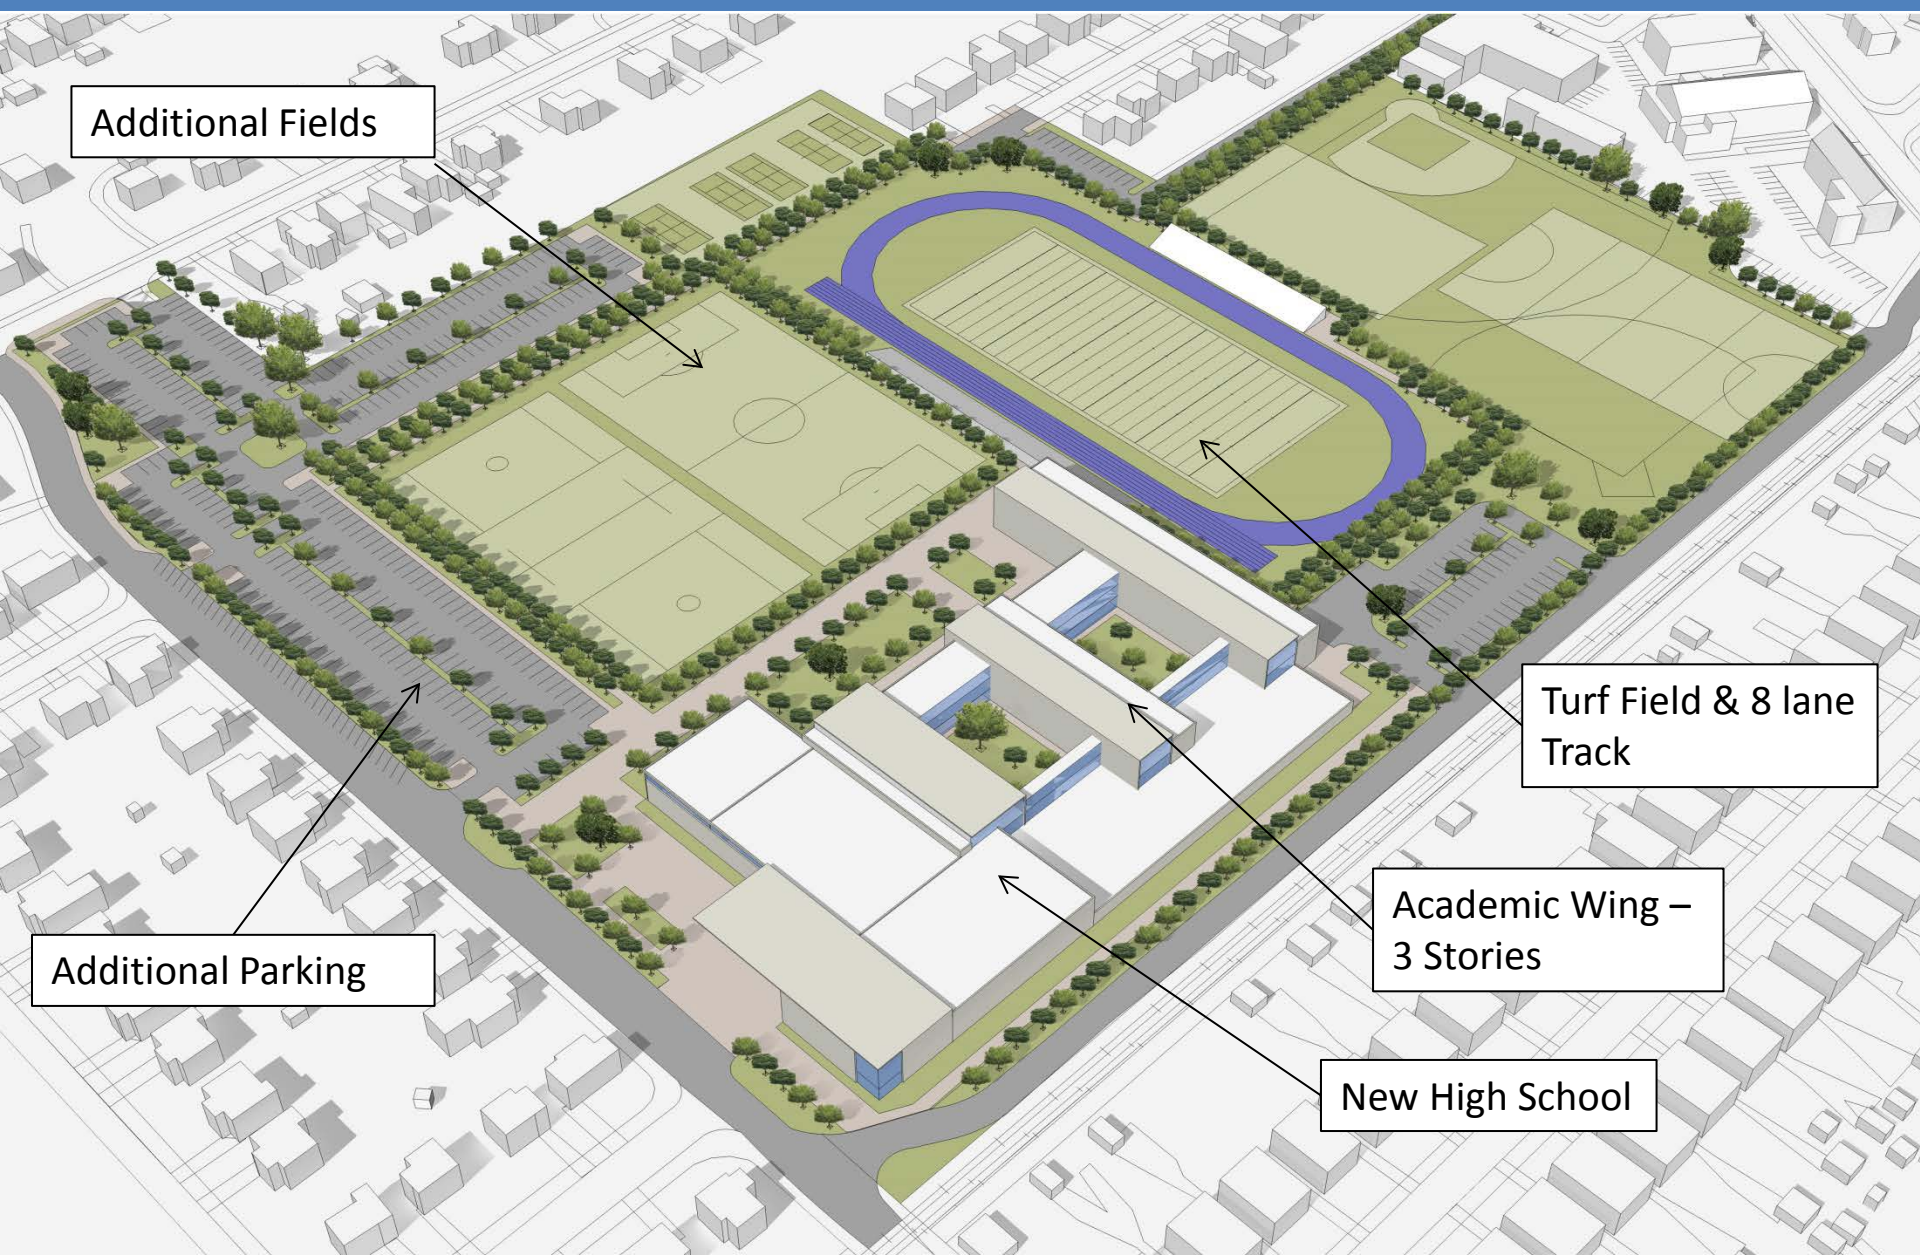 Additional Fields
Turf Field & 8 lane
Track
Academic Wing –
3 Stories
Additional Parking
New High School